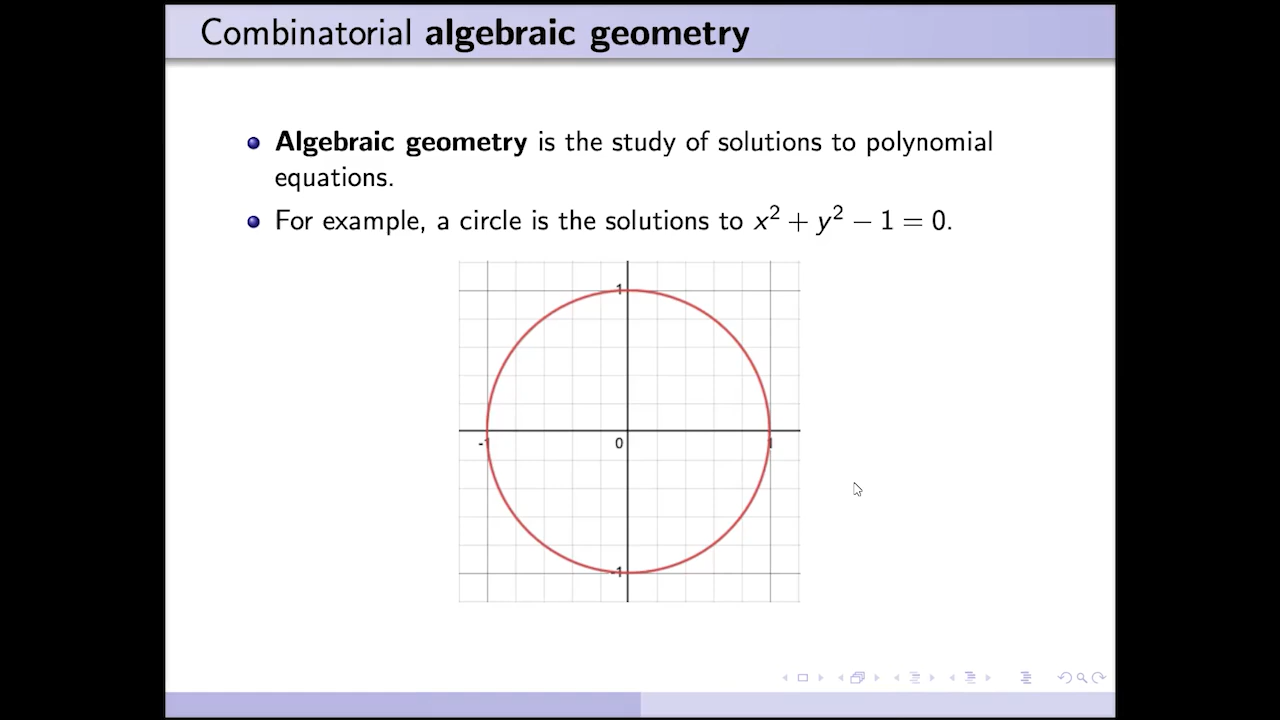 Combinatorial algebraic geometry
Algebraic geometry is the study of solutions to polynomial
equations.
For example, a circle is the solutions to x² + y² − 1 = 0.
1
-1
0
1
-1